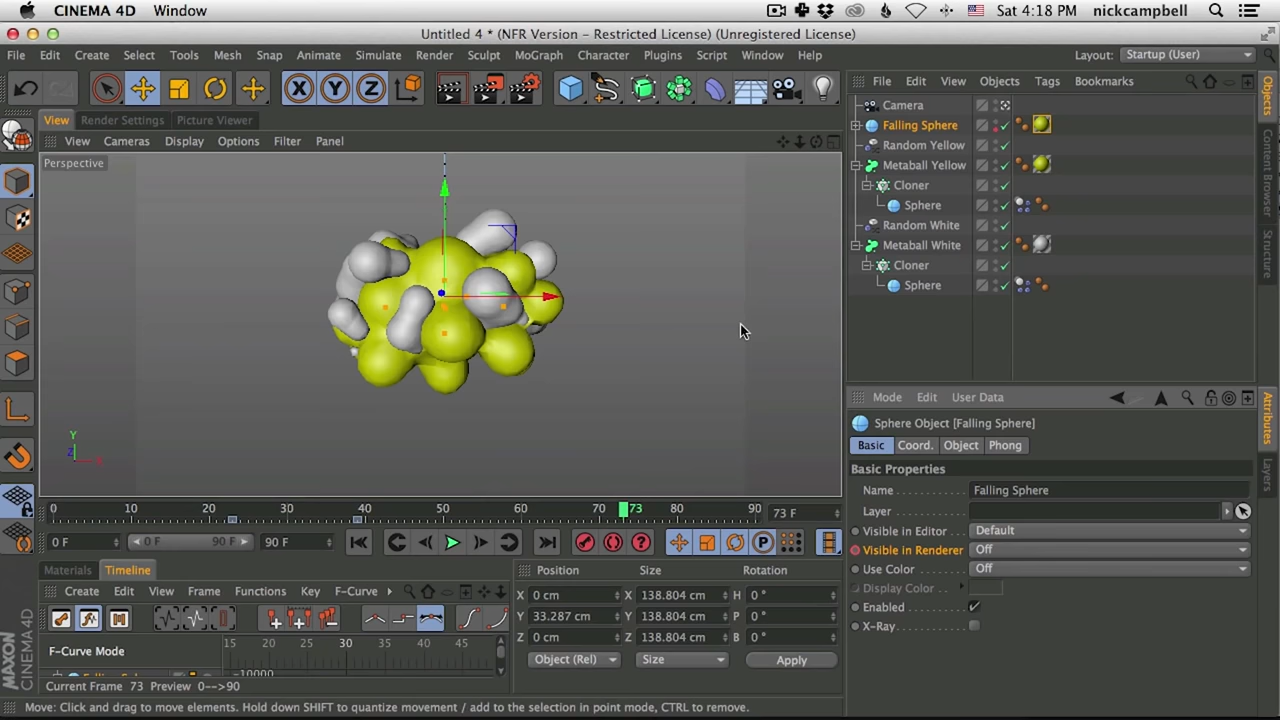 CINEMA 4D Window Sat 4:18 PM nickcampbell
Untitled 4 * (NFR Version - Restricted License) (Unregistered License)
File Edit Create Select Tools Mesh Snap Animate Simulate Render Sculpt MoGraph Character Plugins Script Window Help Layout: Startup (User)
X Y Z
File Edit View Objects Tags Bookmarks
View Render Settings Picture Viewer
View Cameras Display Options Filter Panel
Perspective
Y
X
Z
Camera
Falling Sphere
Random Yellow
Metaball Yellow
Cloner
Sphere
Random White
Metaball White
Cloner
Sphere
Objects
Content Browser
Structure
Mode Edit User Data
Sphere Object [Falling Sphere]
Basic Coord. Object Phong
Basic Properties
Name Falling Sphere
Layer
Visible in Editor Default
Visible in Renderer Off
Use Color Off
Display Color
Enabled
X-Ray
Attributes
Layers
0 10 20 30 40 50 60 70 73 80 90 73 F
0 F 0 F 90 F 90 F
P
Materials Timeline
Create Edit View Frame Functions Key F-Curve
15 20 25 30 35 40 45
F-Curve Mode
-10000
Current Frame 73 Preview 0-->90
Position Size Rotation
X 0 cm X 138.804 cm H 0 °
Y 33.287 cm Y 138.804 cm P 0 °
Z 0 cm Z 138.804 cm B 0 °
Object (Rel) Size Apply
MAXON
CINEMA 4D
Move: Click and drag to move elements. Hold down SHIFT to quantize movement / add to the selection in point mode, CTRL to remove.